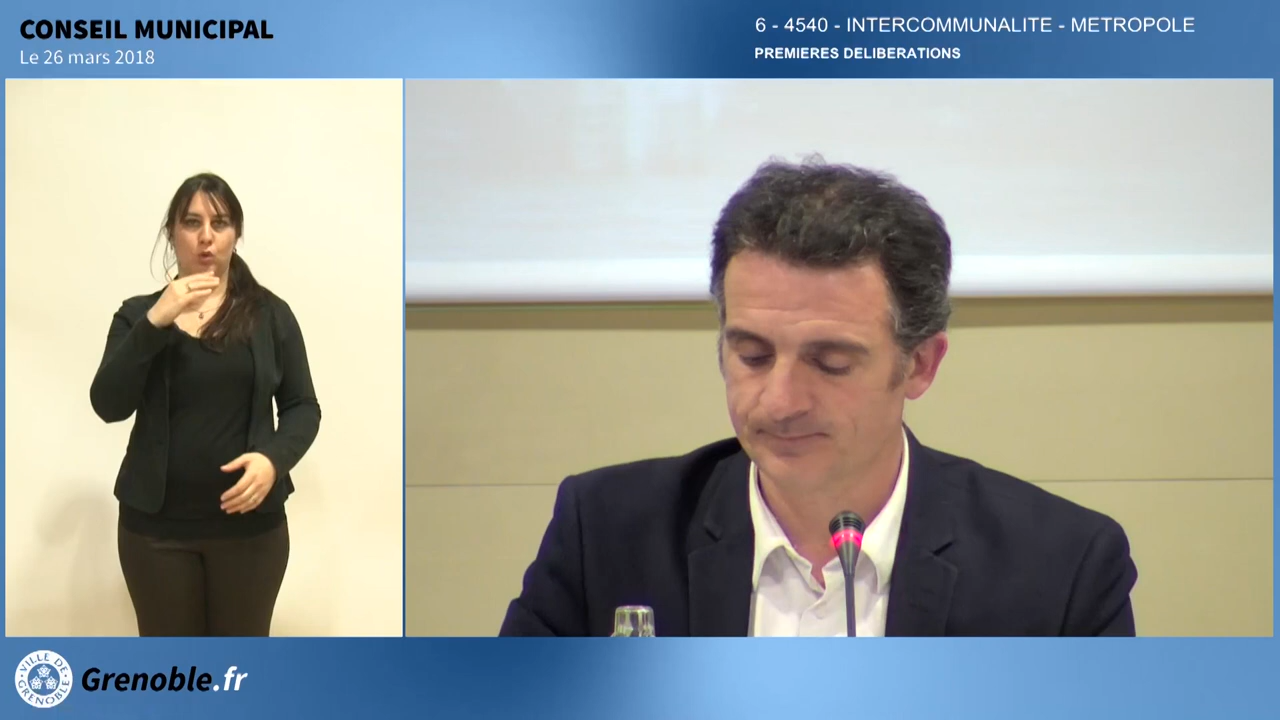 CONSEIL MUNICIPAL
Le 26 mars 2018
6 - 4540 - INTERCOMMUNALITE - METROPOLE
PREMIERES DELIBERATIONS
VILLE DE GRENOBLE
Grenoble.fr